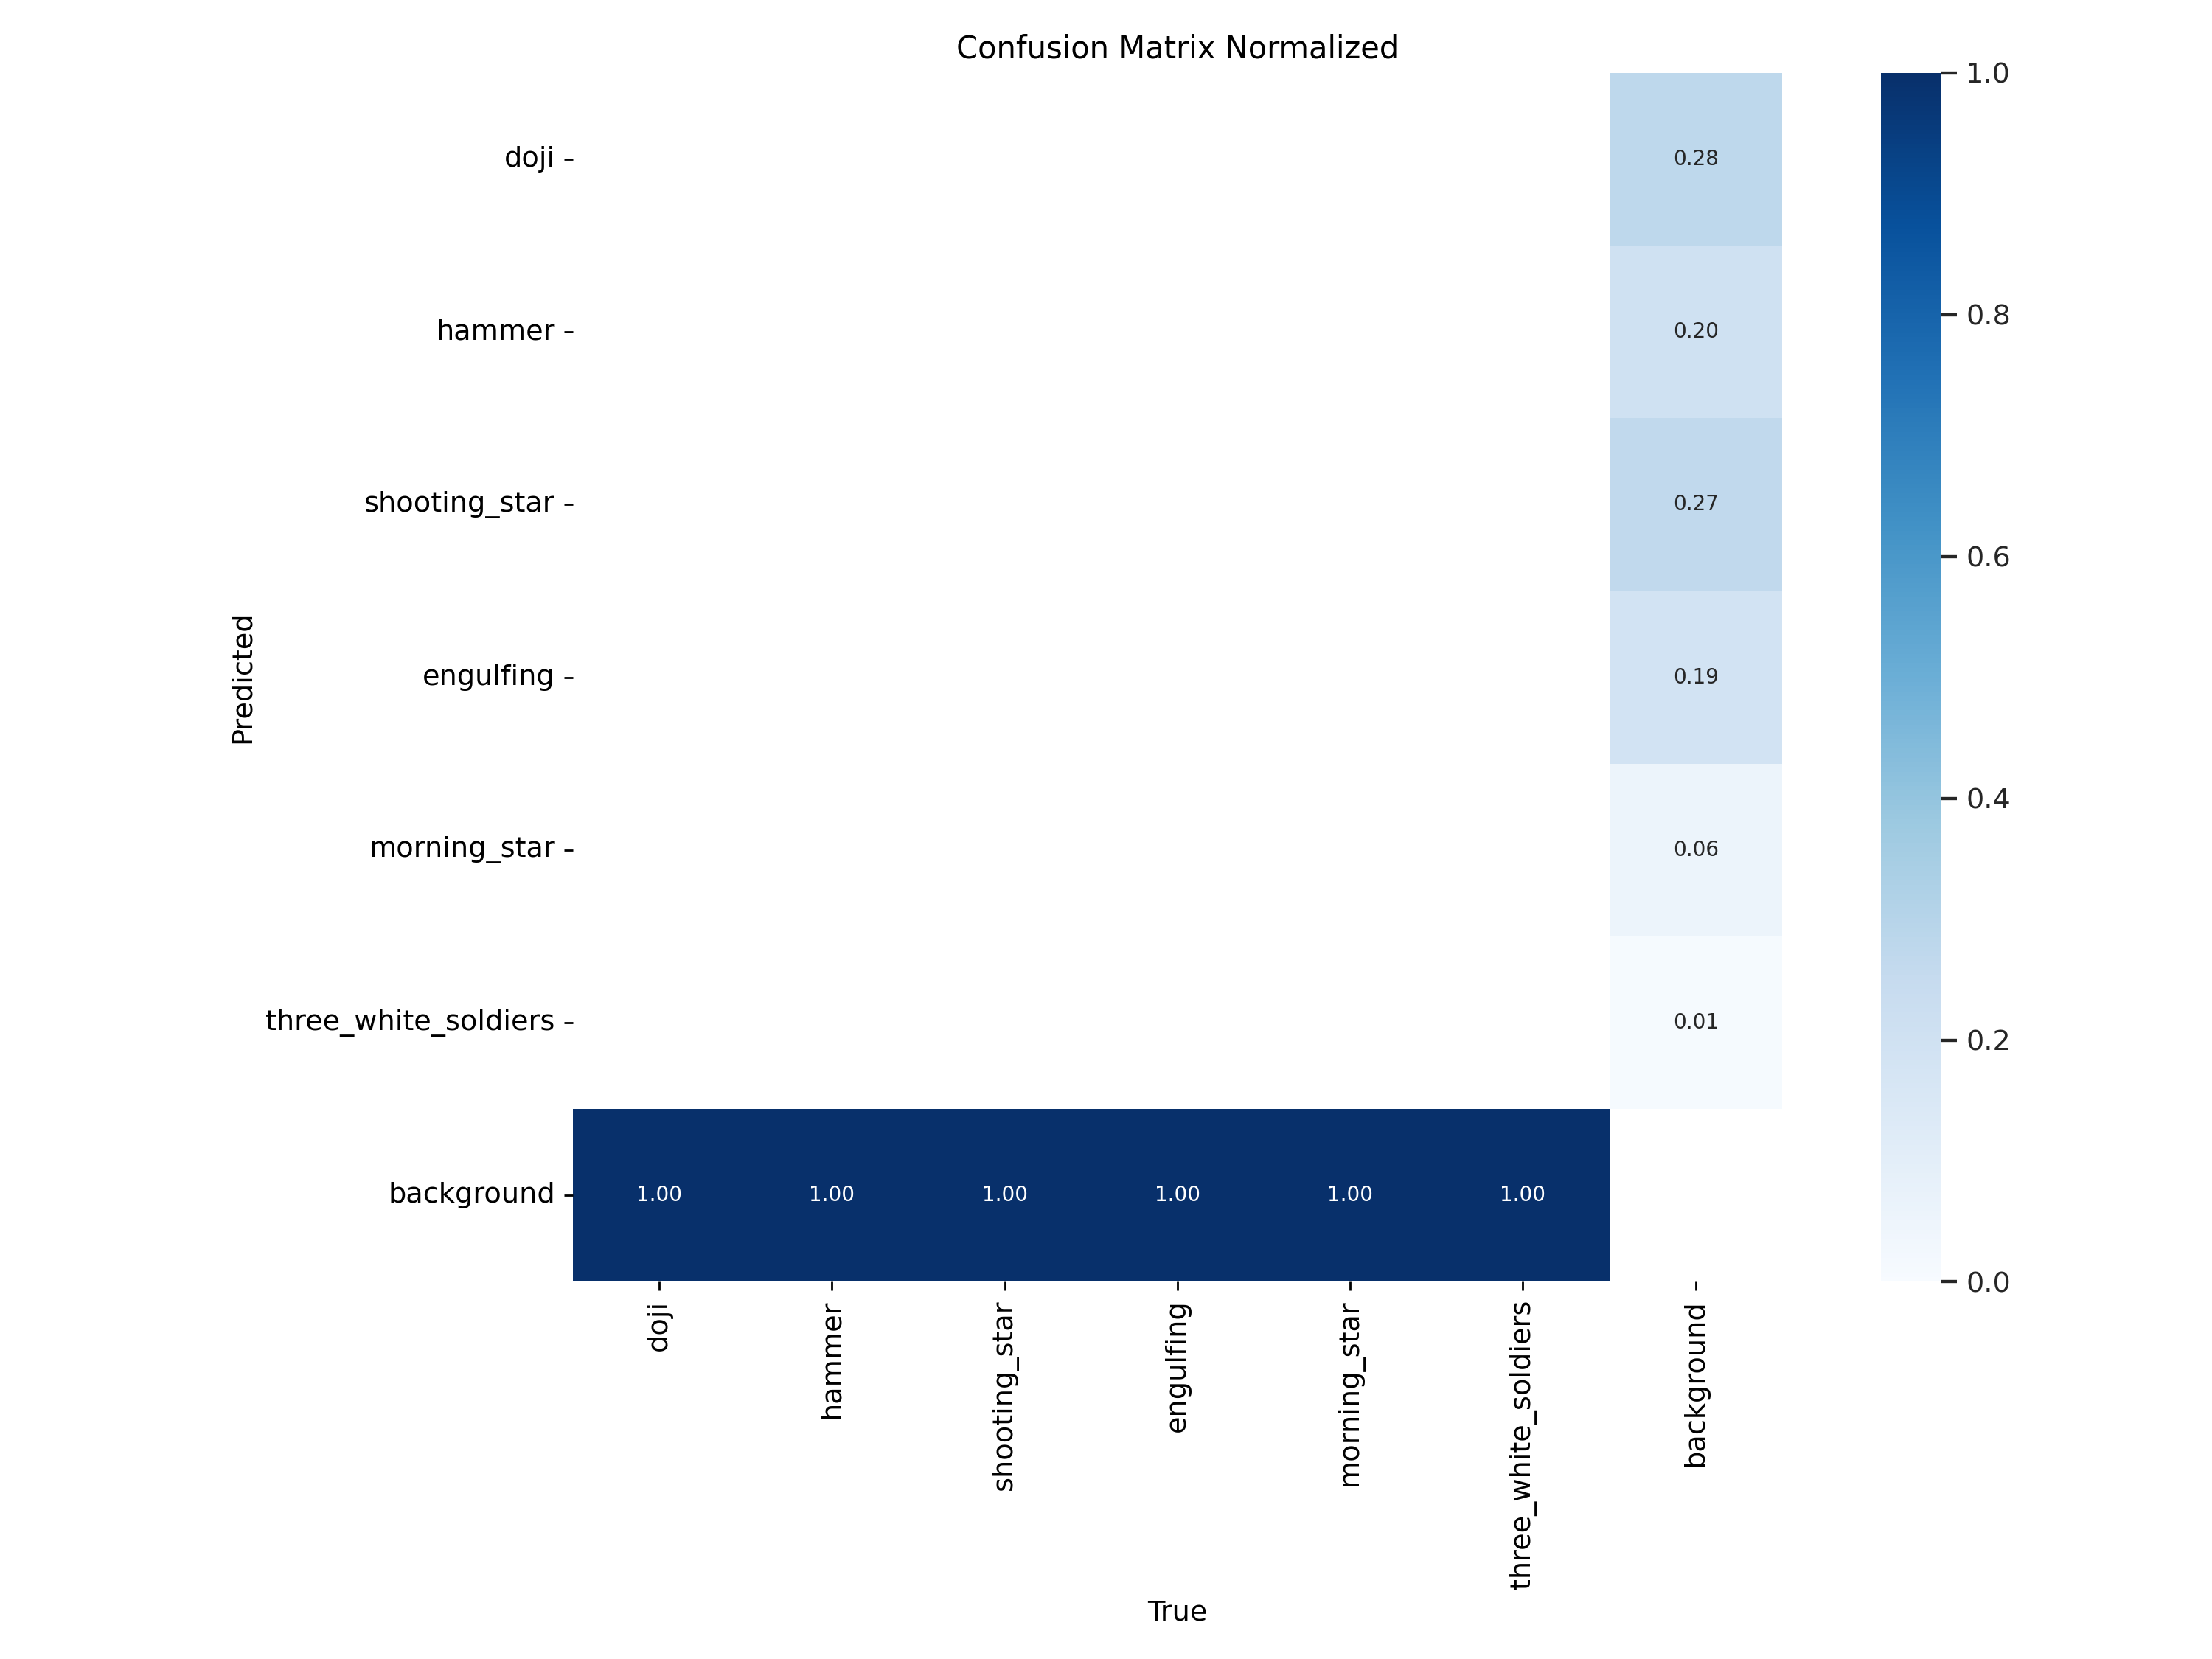 Confusion Matrix Normalized
1.0
doji
0.28
0.8
hammer
0.20
shooting_star
0.27
0.6
Predicted
engulfing
0.19
0.4
morning_star
0.06
three_white_soldiers
0.01
0.2
background
1.00 1.00 1.00 1.00 1.00 1.00
0.0
doji
hammer
shooting_star
engulfing
morning_star
three_white_soldiers
background
True